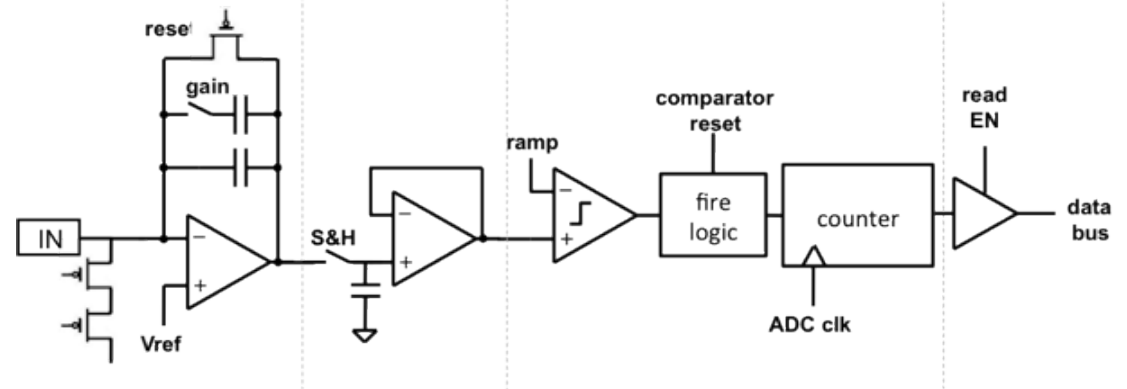 reset
gain
IN
−
+
Vref
S&H
−
+
ramp
−
+
comparator
reset
fire
logic
counter
ADC clk
read
EN
data
bus